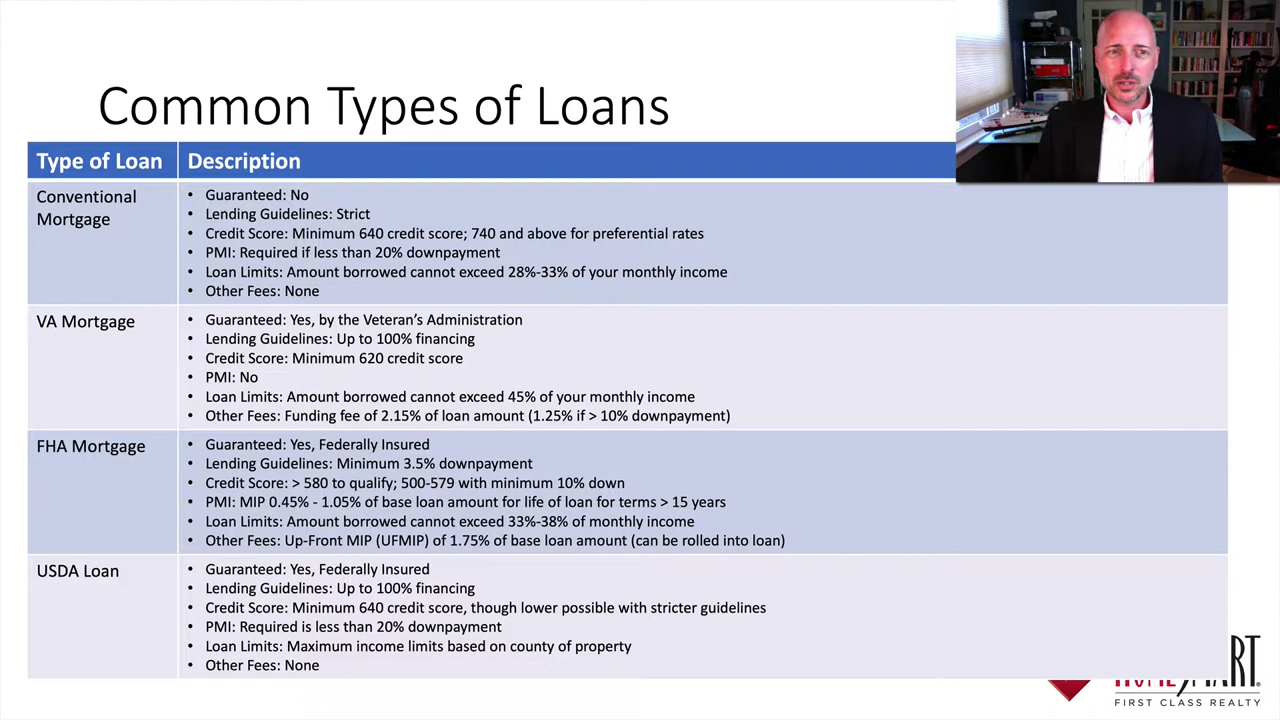 Common Types of Loans
Type of Loan
Description
Conventional
Mortgage
• Guaranteed: No
• Lending Guidelines: Strict
• Credit Score: Minimum 640 credit score; 740 and above for preferential rates
• PMI: Required if less than 20% downpayment
• Loan Limits: Amount borrowed cannot exceed 28%-33% of your monthly income
• Other Fees: None
VA Mortgage
• Guaranteed: Yes, by the Veteran’s Administration
• Lending Guidelines: Up to 100% financing
• Credit Score: Minimum 620 credit score
• PMI: No
• Loan Limits: Amount borrowed cannot exceed 45% of your monthly income
• Other Fees: Funding fee of 2.15% of loan amount (1.25% if > 10% downpayment)
FHA Mortgage
• Guaranteed: Yes, Federally Insured
• Lending Guidelines: Minimum 3.5% downpayment
• Credit Score: > 580 to qualify; 500-579 with minimum 10% down
• PMI: MIP 0.45% - 1.05% of base loan amount for life of loan for terms > 15 years
• Loan Limits: Amount borrowed cannot exceed 33%-38% of monthly income
• Other Fees: Up-Front MIP (UFMIP) of 1.75% of base loan amount (can be rolled into loan)
USDA Loan
• Guaranteed: Yes, Federally Insured
• Lending Guidelines: Up to 100% financing
• Credit Score: Minimum 640 credit score, though lower possible with stricter guidelines
• PMI: Required is less than 20% downpayment
• Loan Limits: Maximum income limits based on county of property
• Other Fees: None
HOMESMART
FIRST CLASS REALTY